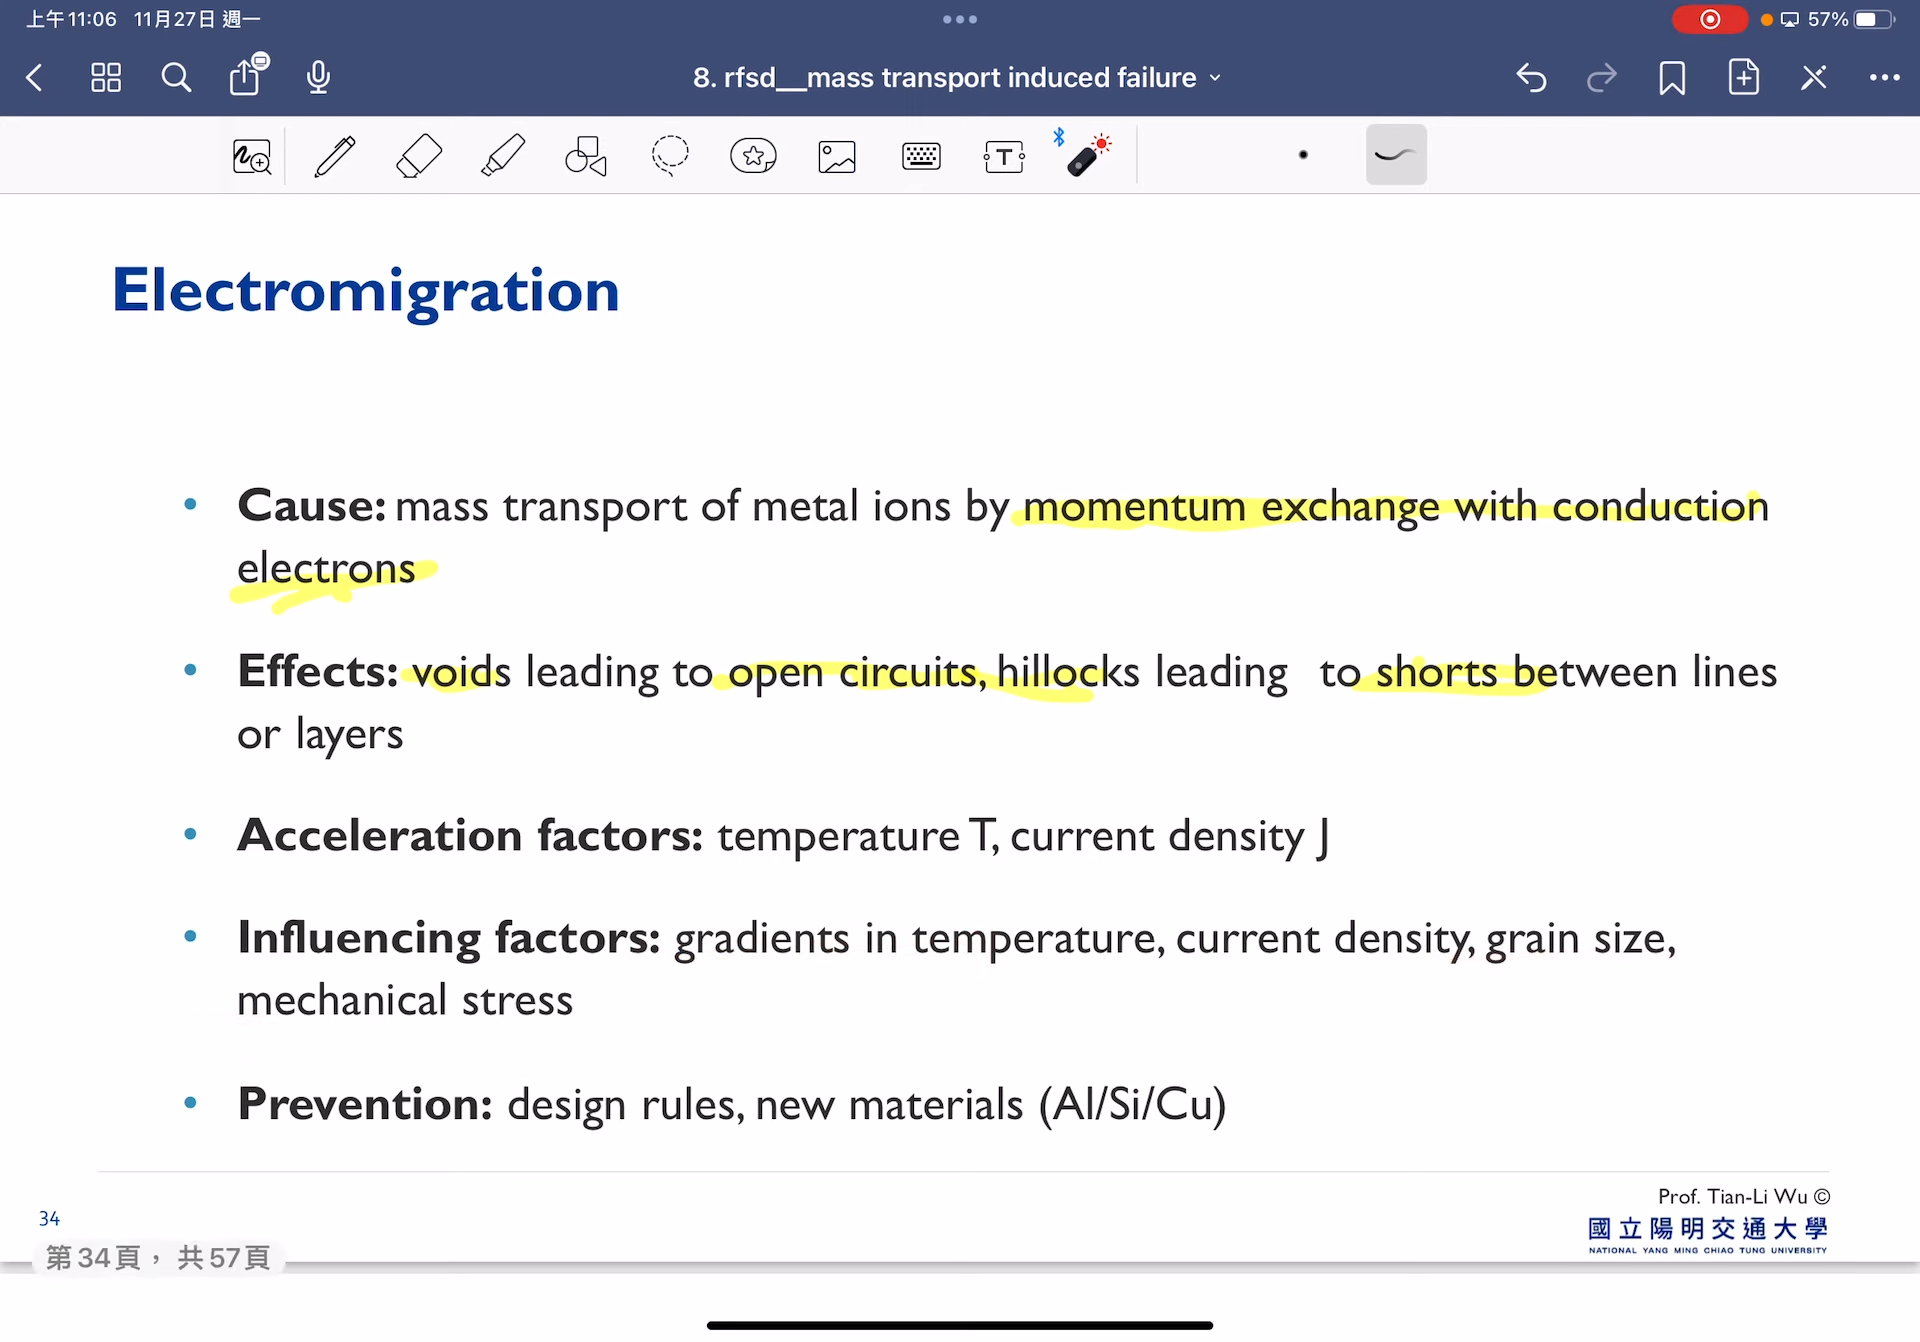 上午11:06 11月27日 週一
57%
8. rfsd__mass transport induced failure
Electromigration
• Cause: mass transport of metal ions by momentum exchange with conduction
electrons
• Effects: voids leading to open circuits, hillocks leading to shorts between lines
or layers
• Acceleration factors: temperature T, current density J
• Influencing factors: gradients in temperature, current density, grain size,
mechanical stress
• Prevention: design rules, new materials (Al/Si/Cu)
Prof. Tian-Li Wu ©
34
國立陽明交通大學
NATIONAL YANG MING CHIAO TUNG UNIVERSITY
第34頁，共57頁